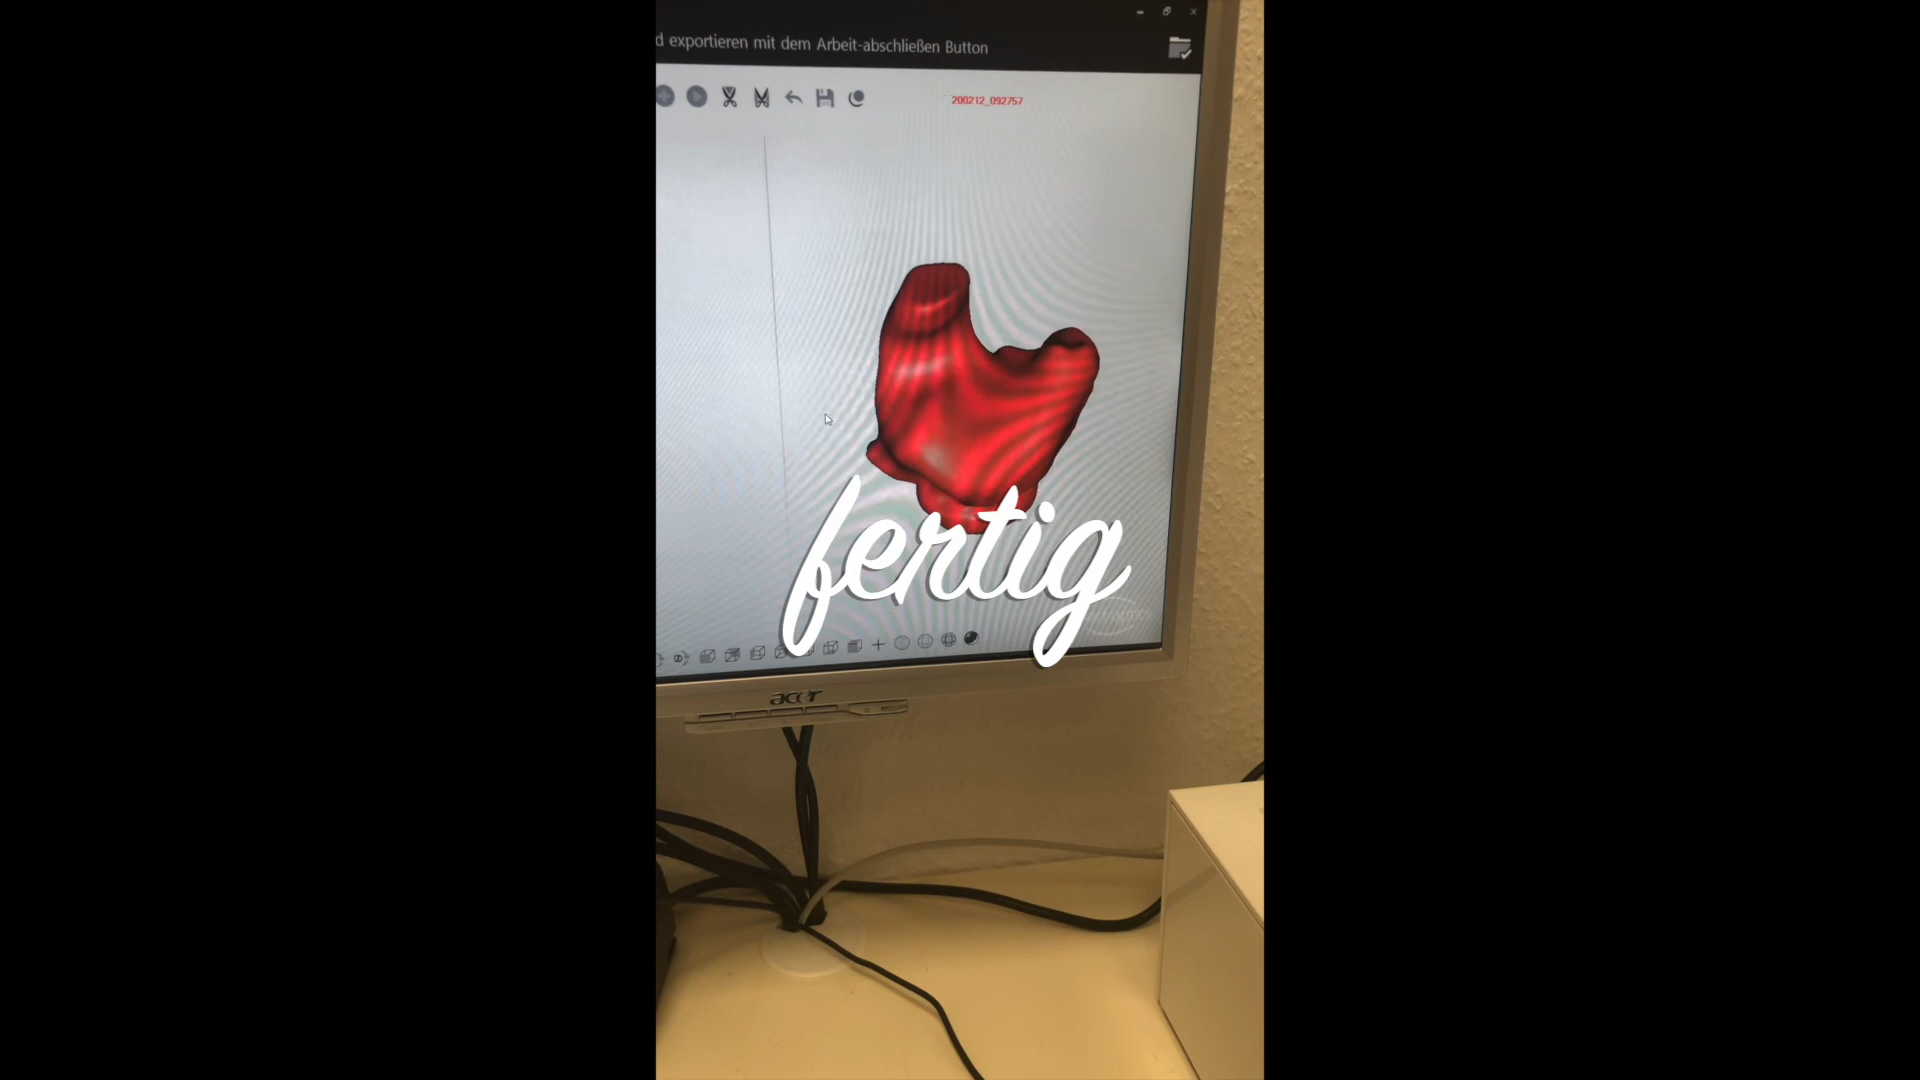 d exportieren mit dem Arbeit-abschließen Button
200212_092757
fertig
acer